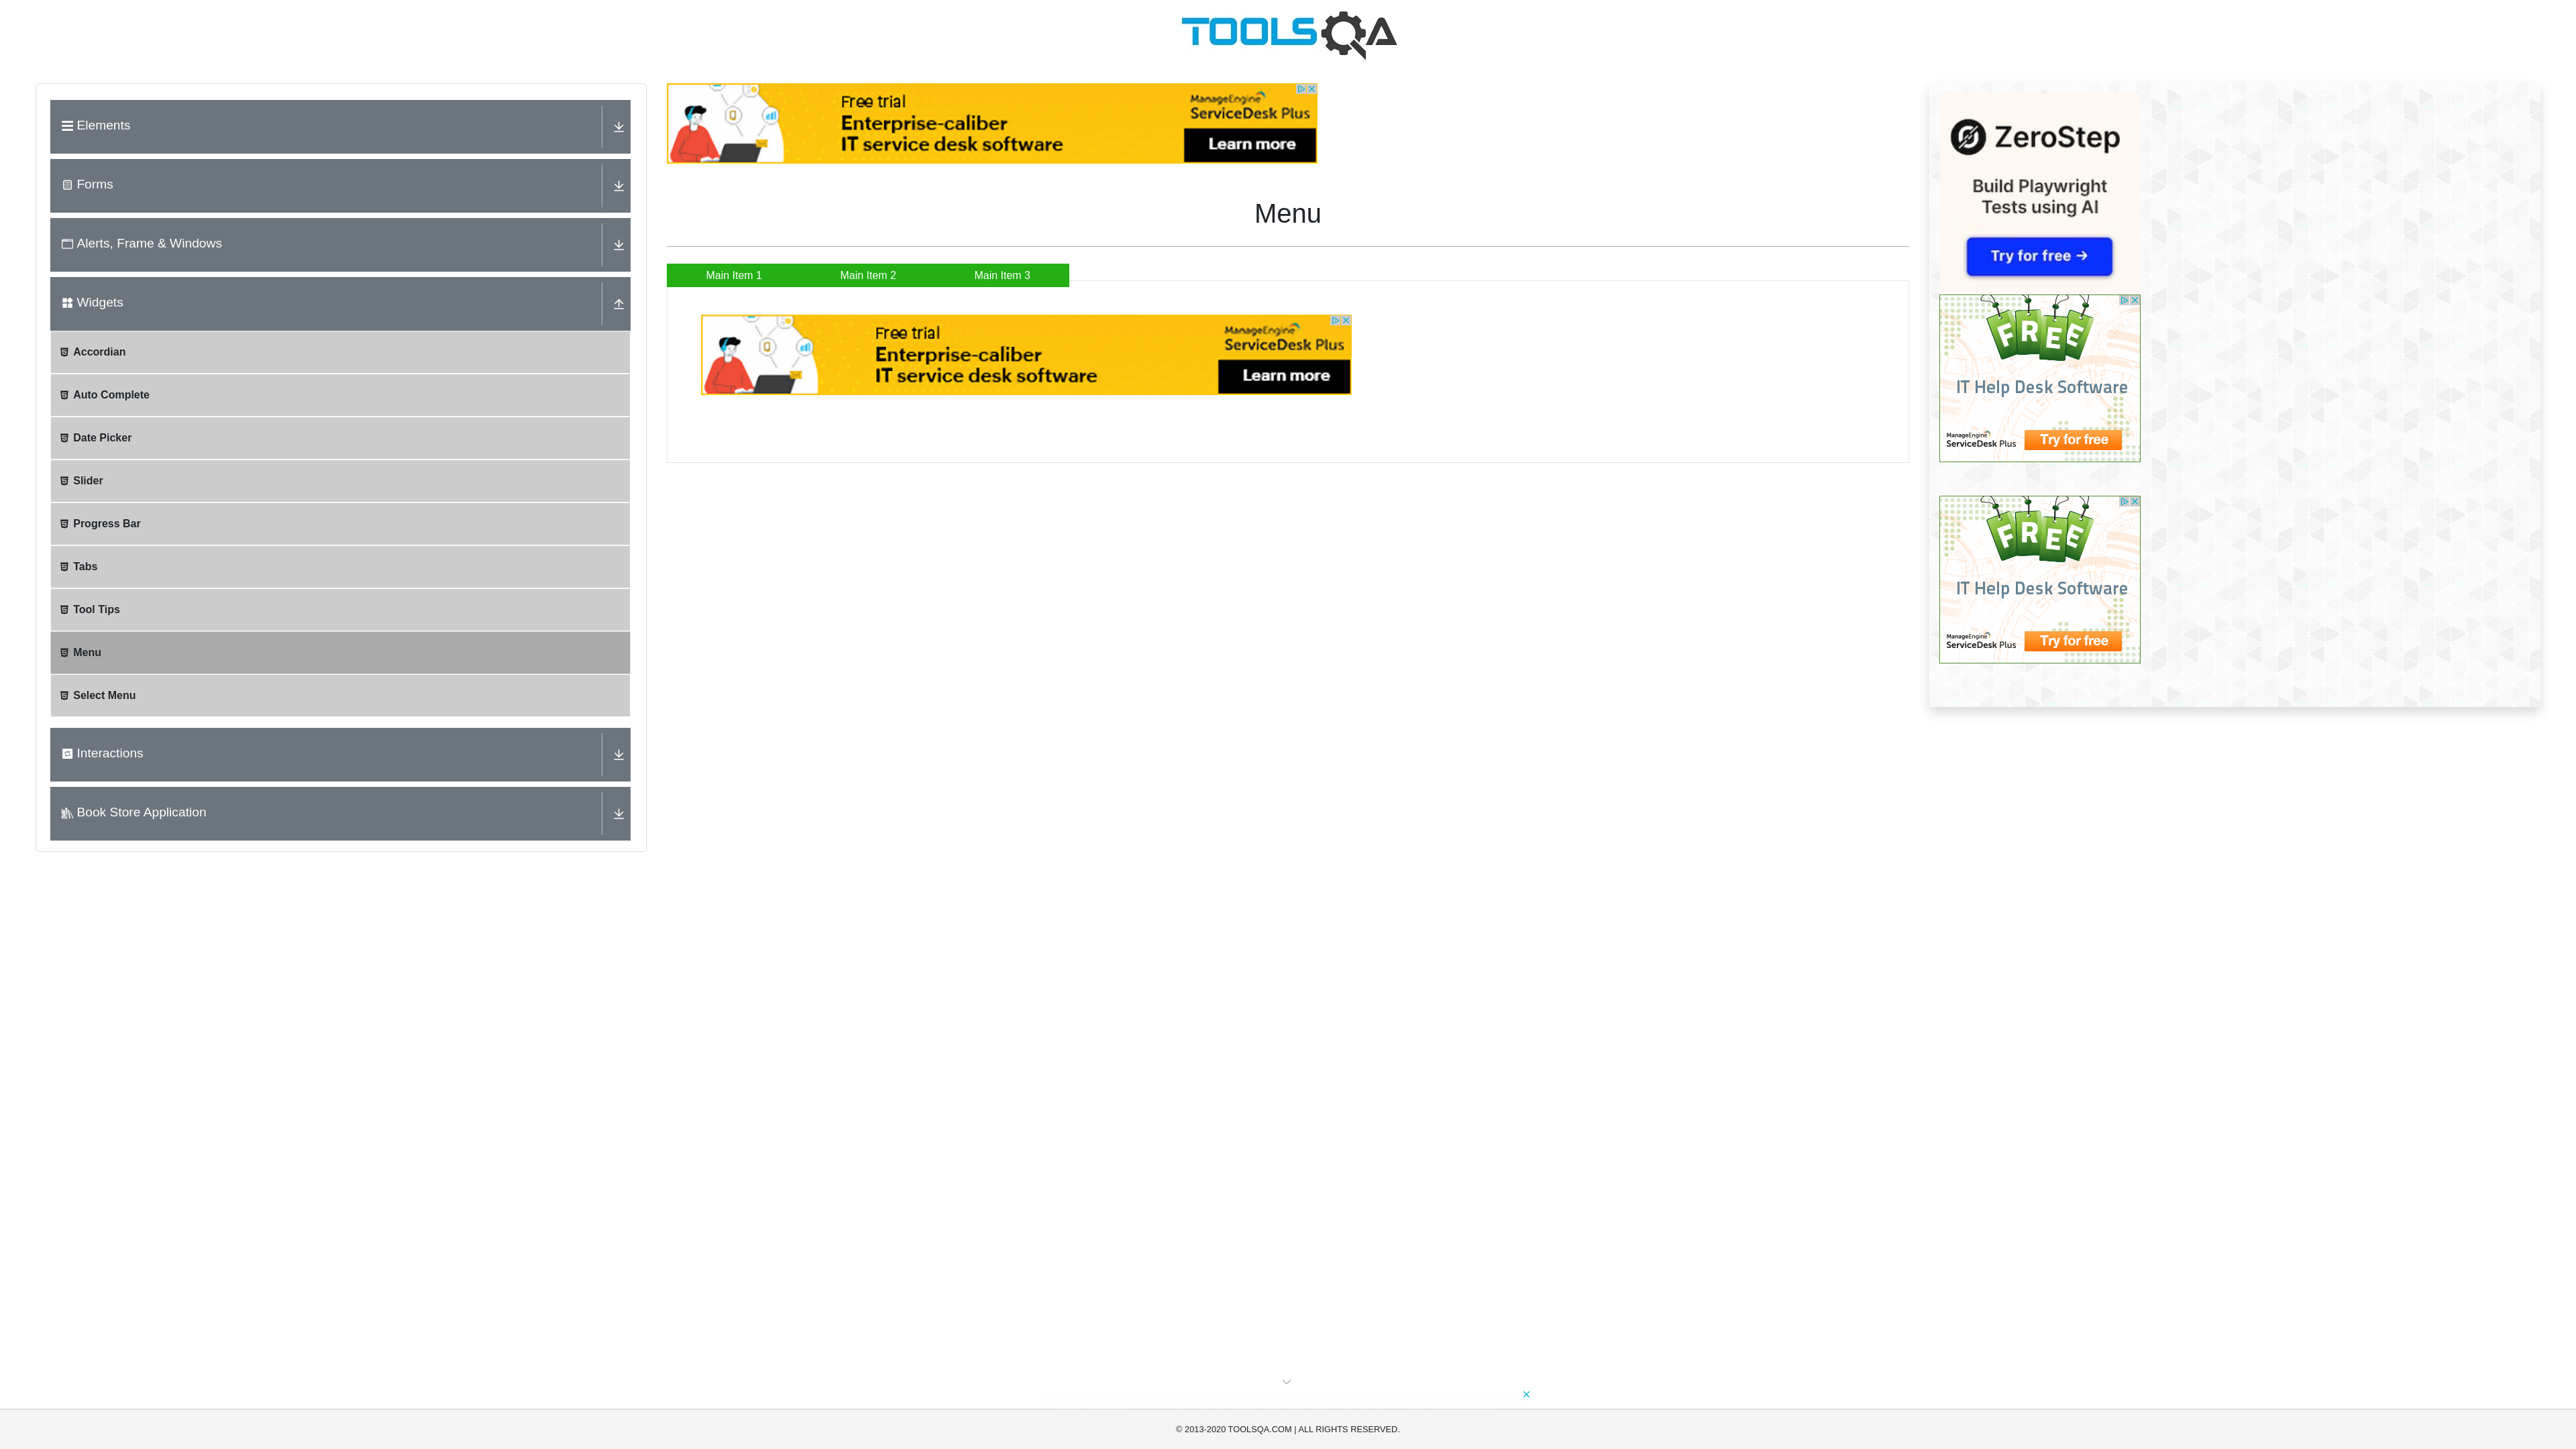 TOOLSQA
Elements
Forms
Alerts, Frame & Windows
Widgets
Accordian
Auto Complete
Date Picker
Slider
Progress Bar
Tabs
Tool Tips
Menu
Select Menu
Interactions
Book Store Application
Free trial
Enterprise-caliber
IT service desk software
ManageEngine
ServiceDesk Plus
Learn more
Menu
Main Item 1
Main Item 2
Main Item 3
Free trial
Enterprise-caliber
IT service desk software
ManageEngine
ServiceDesk Plus
Learn more
ZeroStep
Build Playwright
Tests using AI
Try for free →
FREE
IT Help Desk Software
ManageEngine
ServiceDesk Plus
Try for free
FREE
IT Help Desk Software
ManageEngine
ServiceDesk Plus
Try for free
© 2013-2020 TOOLSQA.COM | ALL RIGHTS RESERVED.